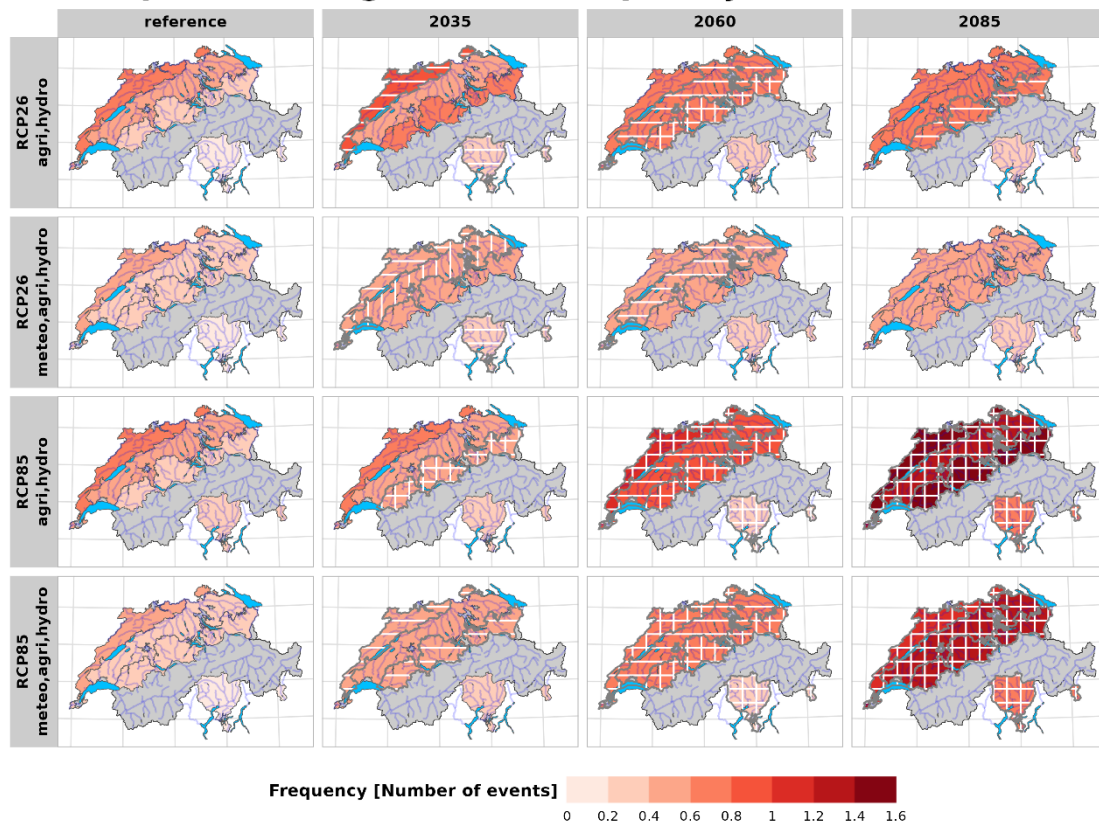 reference 2035 2060 2085
RCP26
agri,hydro
RCP26
meteo,agri,hydro
RCP85
agri,hydro
RCP85
meteo,agri,hydro
Frequency [Number of events]
0 0.2 0.4 0.6 0.8 1 1.2 1.4 1.6